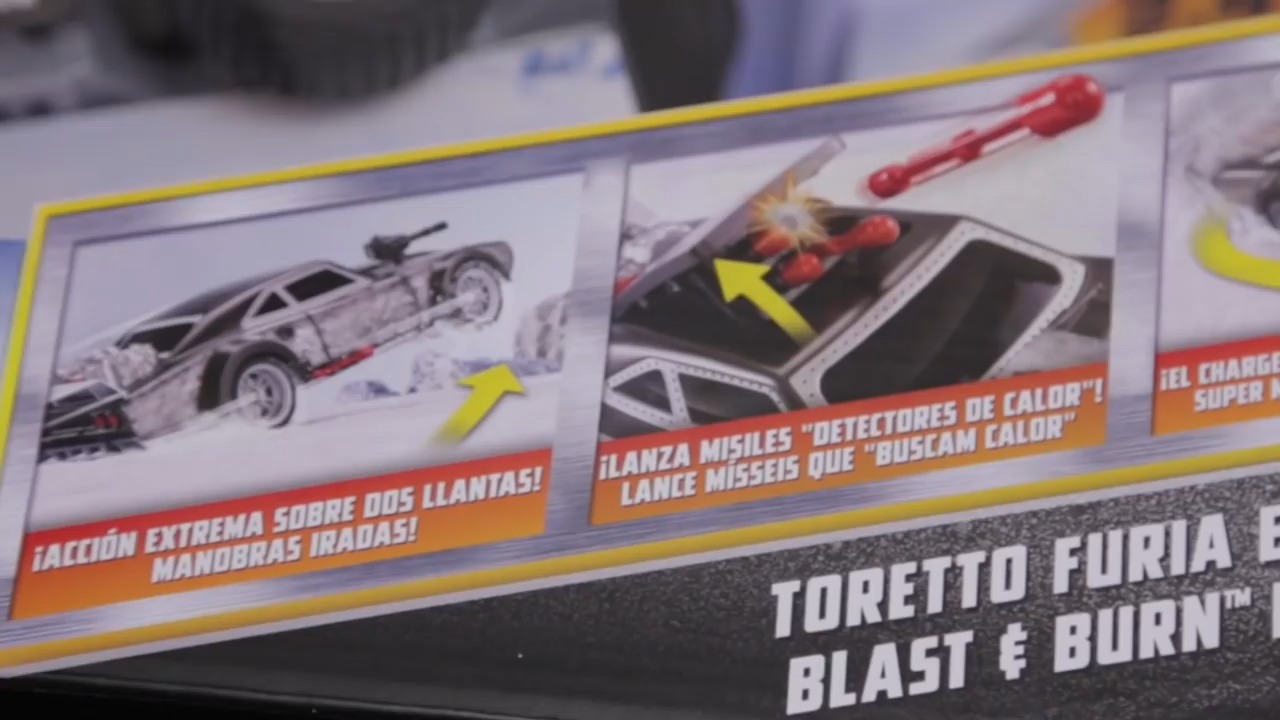 ¡ACCIÓN EXTREMA SOBRE DOS LLANTAS!
MANOBRAS IRADAS!
¡LANZA MISILES "DETECTORES DE CALOR"!
LANCE MÍSSEIS QUE "BUSCAM CALOR"
¡EL CHARGE
SUPER
TORETTO FURIA
BLAST & BURN™